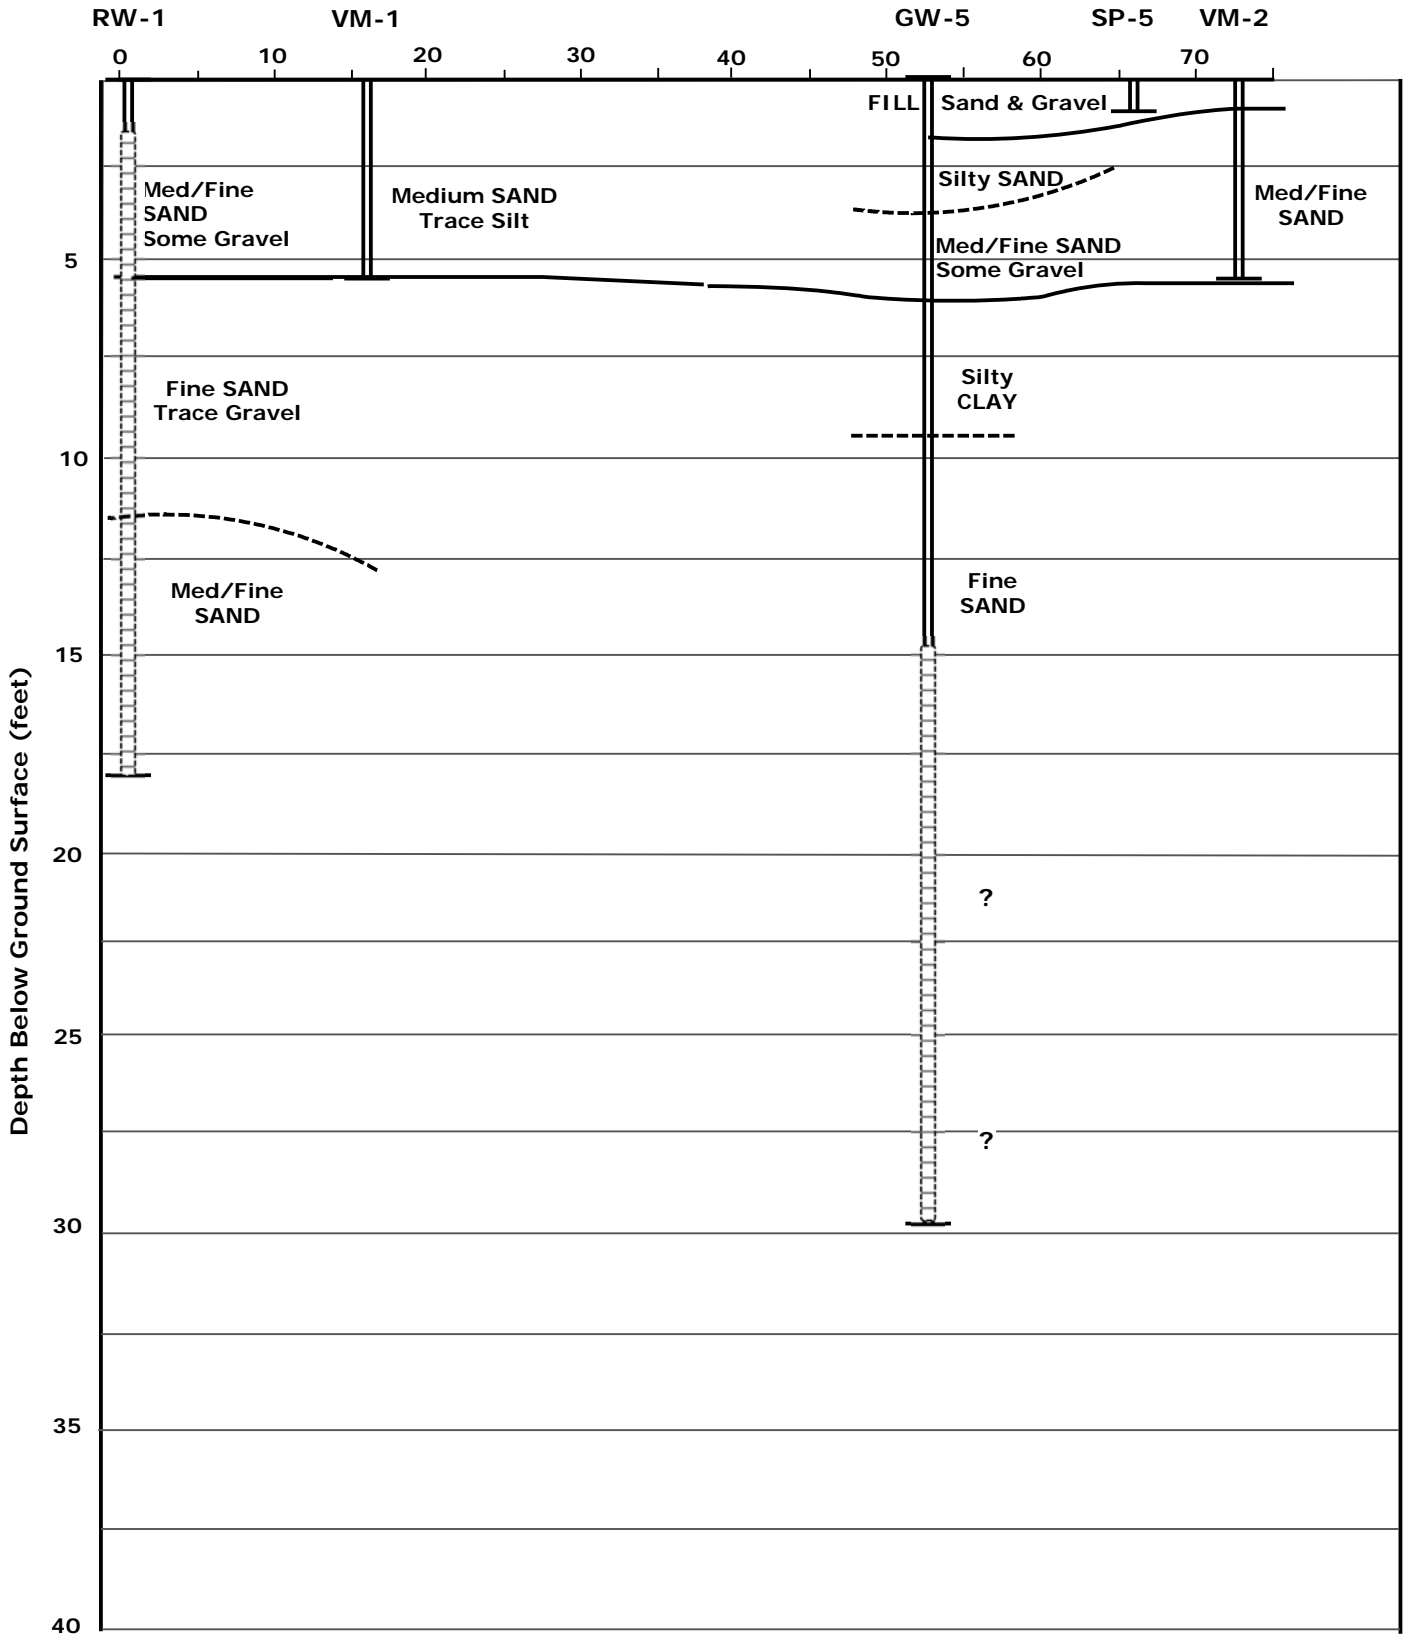 RW-1 VM-1 GW-5 SP-5 VM-2
0 10 20 30 40 50 60 70
FILL Sand & Gravel
Silty SAND
Med/Fine
SAND
Some Gravel
Medium SAND
Trace Silt
Med/Fine
SAND
Med/Fine SAND
Some Gravel
5
Silty
CLAY
Fine SAND
Trace Gravel
10
Fine
SAND
Med/Fine
SAND
15
20
?
25
?
30
35
40
Depth Below Ground Surface (feet)